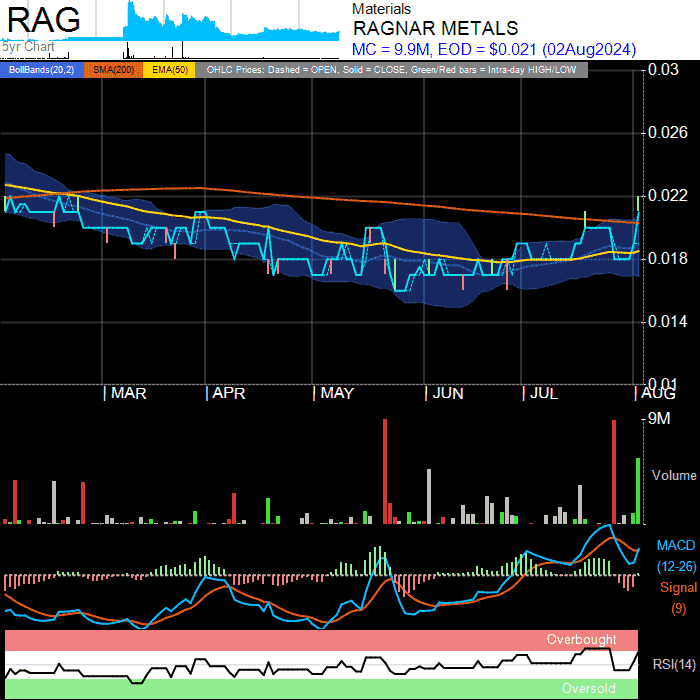 RAG
5yr Chart
Materials
RAGNAR METALS
MC = 9.9M, EOD = $0.021 (02Aug2024)
BollBands(20,2) SMA(200) EMA(50) OHLC Prices: Dashed = OPEN, Solid = CLOSE, Green/Red bars = Intra-day HIGH/LOW
0.03
0.026
0.022
0.018
0.014
0.01
MAR APR MAY JUN JUL AUG
9M
Volume
MACD
(12-26)
Signal
(9)
Overbought
RSI(14)
Oversold